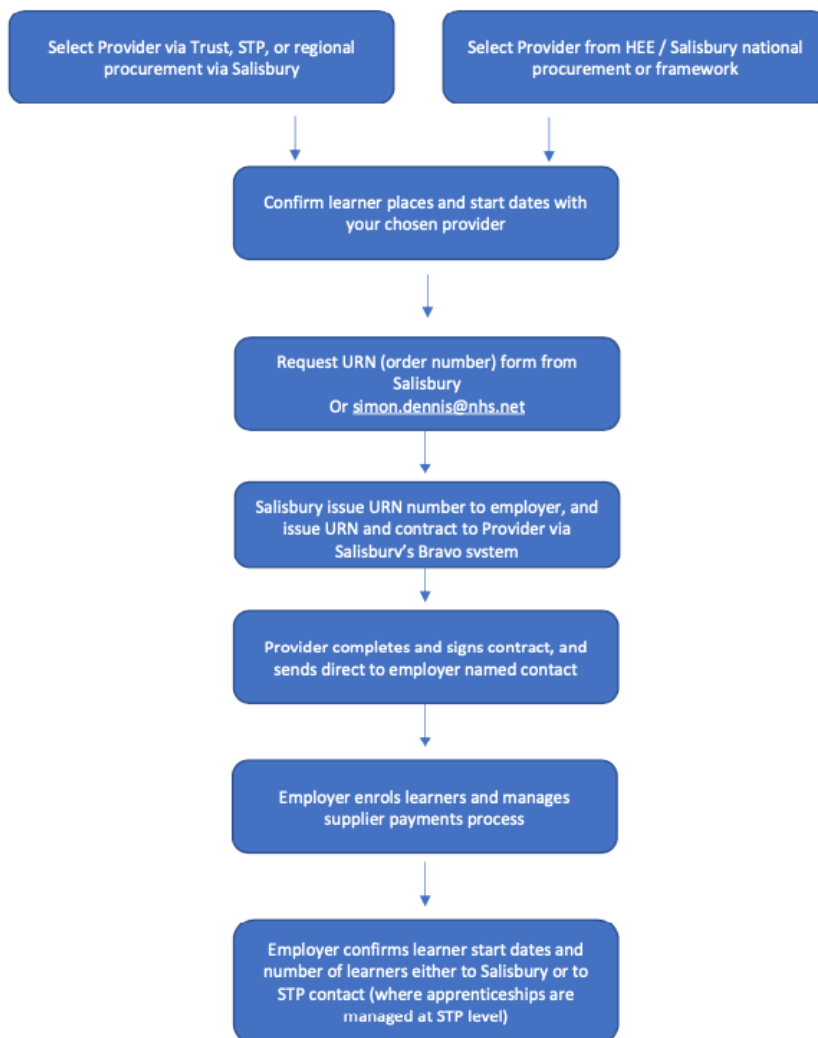 Select Provider via Trust, STP, or regional
procurement via Salisbury
Select Provider from HEE / Salisbury national
procurement or framework
Confirm learner places and start dates with
your chosen provider
Request URN (order number) form from
Salisbury
Or simon.dennis@nhs.net
Salisbury issue URN number to employer, and
issue URN and contract to Provider via
Salisbury's Bravo system
Provider completes and signs contract, and
sends direct to employer named contact
Employer enrols learners and manages
supplier payments process
Employer confirms learner start dates and
number of learners either to Salisbury or to
STP contact (where apprenticeships are
managed at STP level)